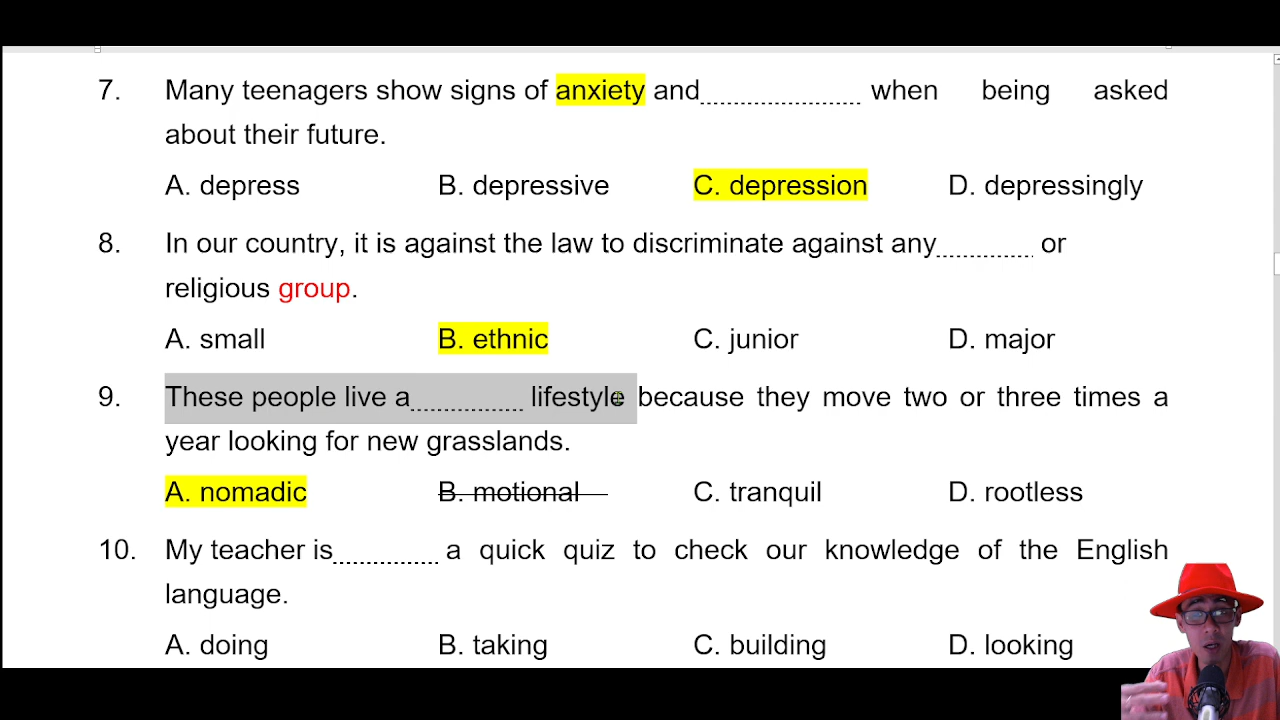 7. Many teenagers show signs of anxiety and................ when being asked
about their future.
A. depress B. depressive C. depression D. depressingly
8. In our country, it is against the law to discriminate against any............ or
religious group.
A. small B. ethnic C. junior D. major
9. These people live a............ lifestyle because they move two or three times a
year looking for new grasslands.
A. nomadic B. motional C. tranquil D. rootless
10. My teacher is............ a quick quiz to check our knowledge of the English
language.
A. doing B. taking C. building D. looking